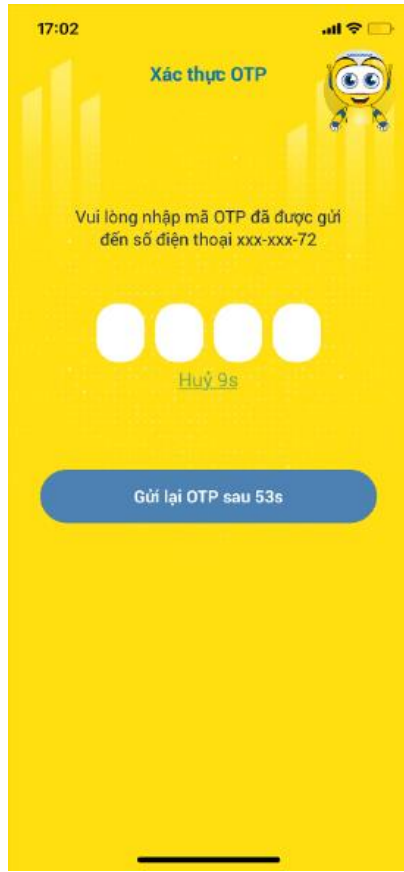 17:02
Xác thực OTP
Vui lòng nhập mã OTP đã được gửi
đến số điện thoại xxx-xxx-72
Huỷ 9s
Gửi lại OTP sau 53s